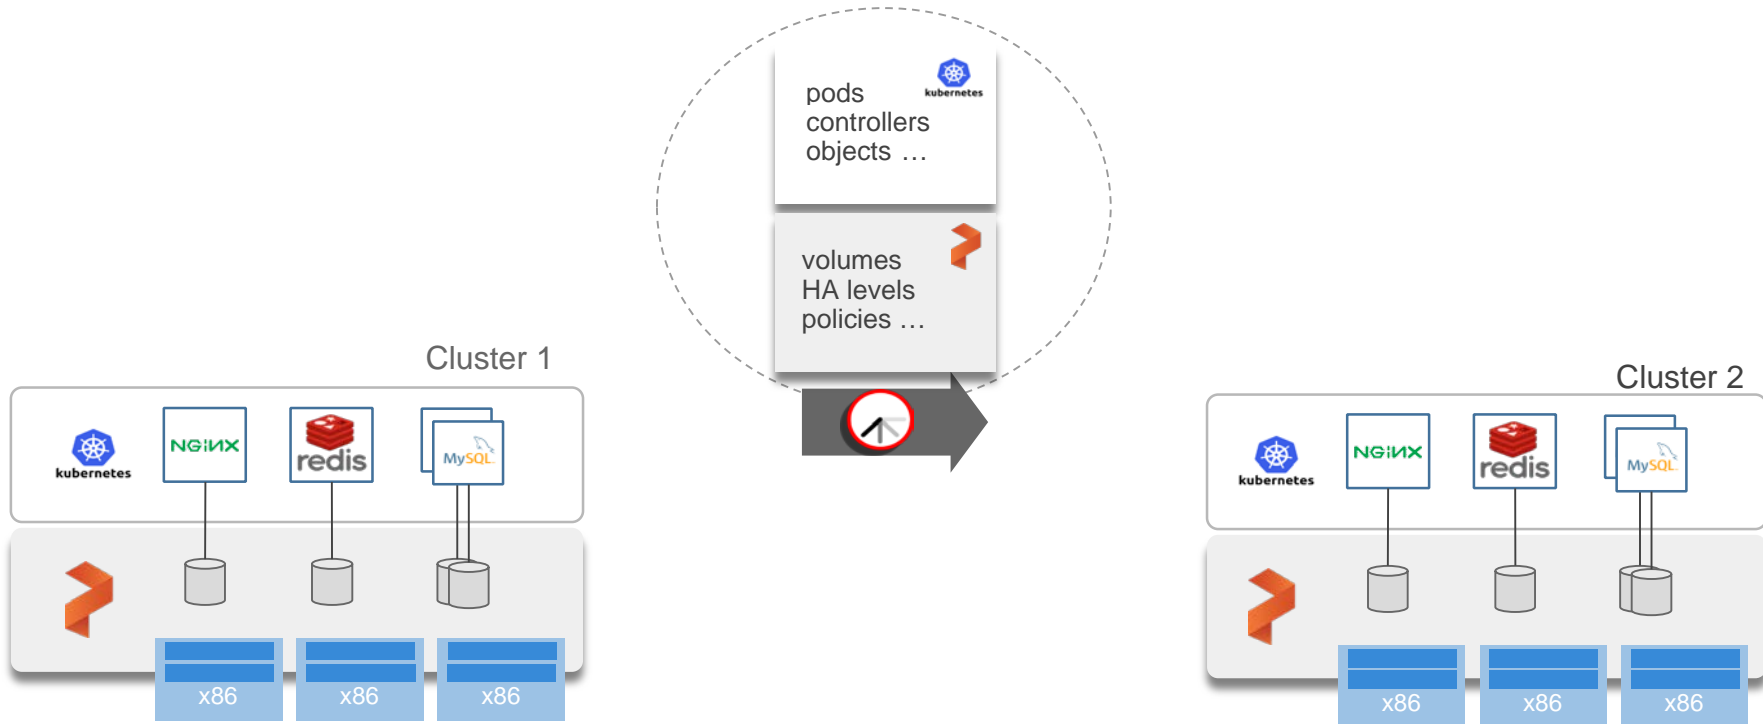 pods
controllers
objects …
kubernetes
volumes
HA levels
policies …
Cluster 1
kubernetes
NGINX
redis
MySQL
x86
x86
x86
Cluster 2
kubernetes
NGINX
redis
MySQL
x86
x86
x86